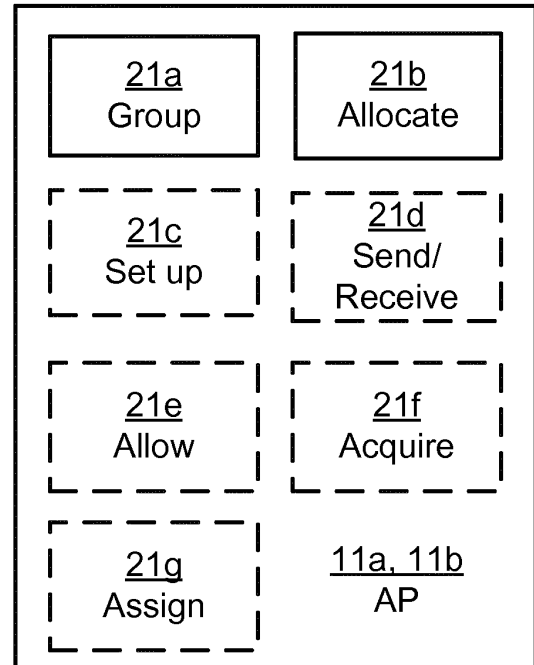 21a
Group
21b
Allocate
21c
Set up
21d
Send/
Receive
21e
Allow
21f
Acquire
21g
Assign
11a, 11b
AP